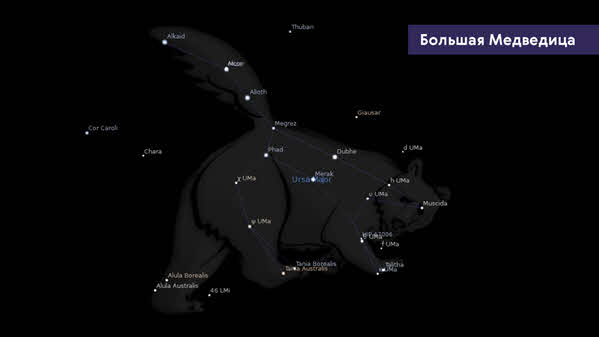 Большая Медведица
Thuban
Alkaid
Alioth
Giausar
Megrez
Cor Caroli
Chara
Phad
Dubhe
d UMa
Merak
Ursa Major
χ UMa
h UMa
υ UMa
Muscida
ψ UMa
f UMa
Tania Borealis
Tania Australis
Talitha
Alula Borealis
Alula Australis
46 LMi